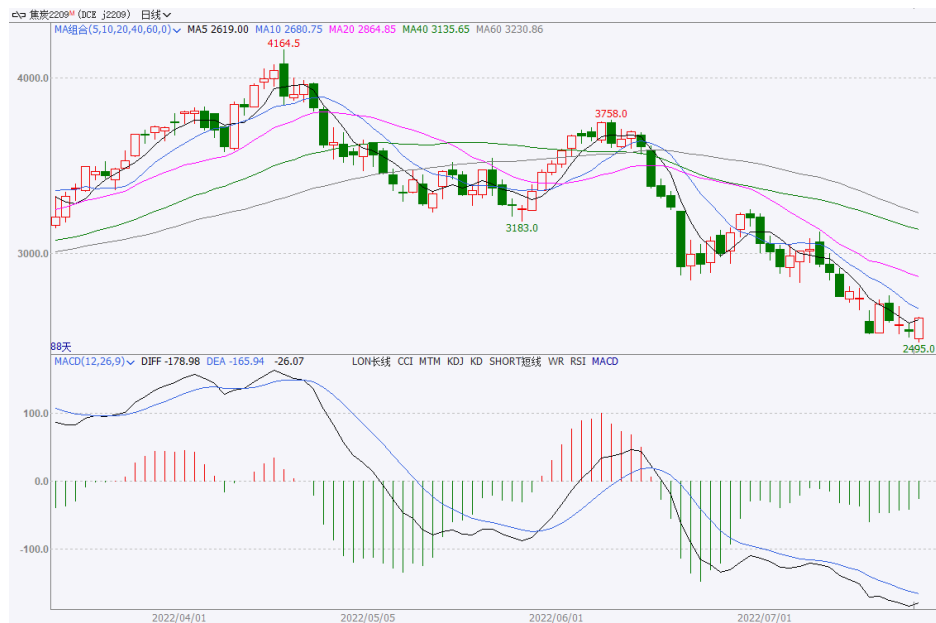 焦炭2209M (DCE j2209) 日线
MA组合(5,10,20,40,60,0) MA5 2619.00 MA10 2680.75 MA20 2864.85 MA40 3135.65 MA60 3230.86
4164.5
4000.0
3758.0
3183.0
3000.0
88天
2495.0
MACD(12,26,9) DIFF -178.98 DEA -165.94 -26.07 LON长线 CCI MTM KDJ KD SHORT短线 WR RSI MACD
100.0
0.0
-100.0
2022/04/01 2022/05/05 2022/06/01 2022/07/01